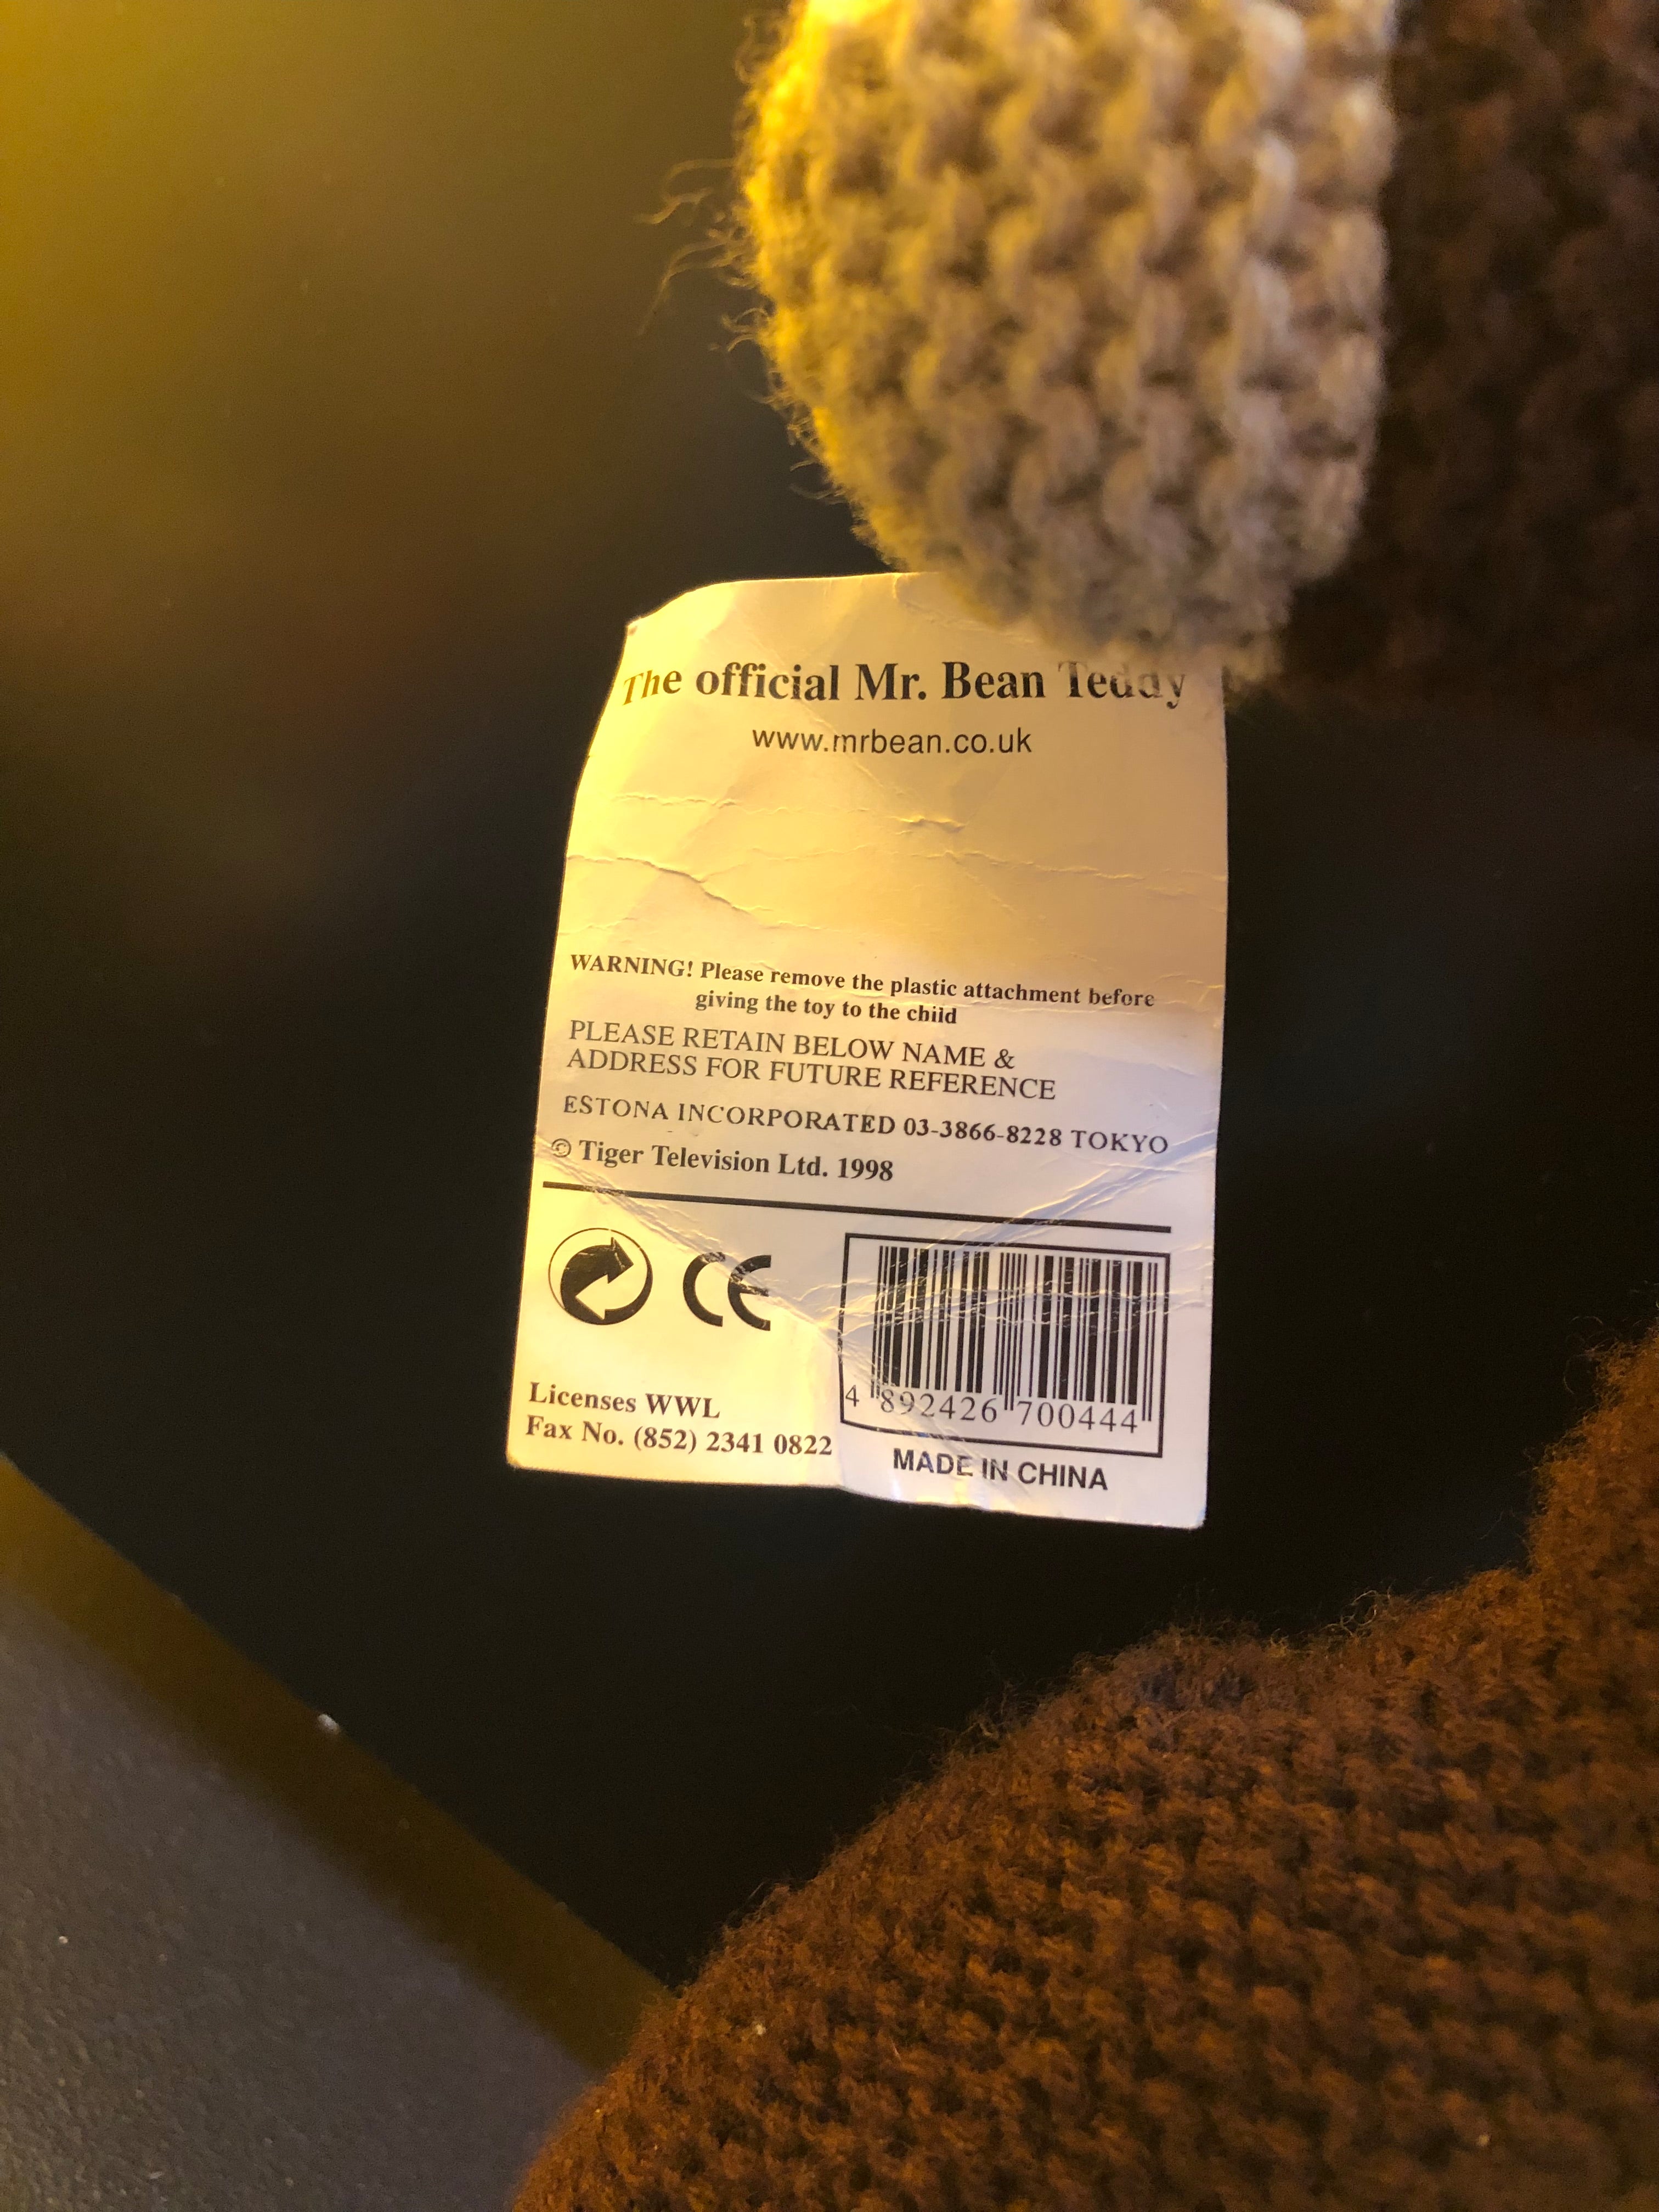 The official Mr. Bean Teddy
www.mrbean.co.uk
WARNING! Please remove the plastic attachment before
giving the toy to the child
PLEASE RETAIN BELOW NAME &
ADDRESS FOR FUTURE REFERENCE
ESTONA INCORPORATED 03-3866-8228 TOKYO
© Tiger Television Ltd. 1998
CE
Licenses WWL
Fax No. (852) 2341 0822
4 892426 700444
MADE IN CHINA